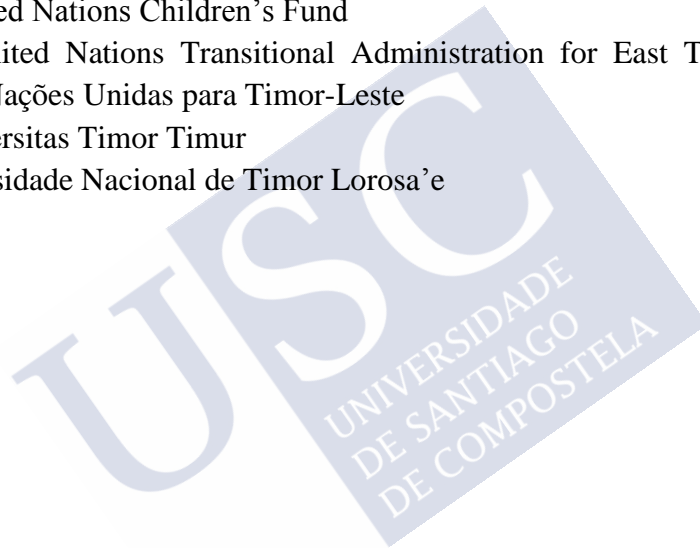 ed Nations Children's Fund
ited Nations Transitional Administration for East T
Nações Unidas para Timor-Leste
ersitas Timor Timur
sidade Nacional de Timor Lorosa'e
USC
UNIVERSIDADE
DE SANTIAGO
DE COMPOSTELA